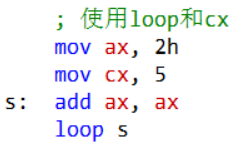 ; 使用loop和cx
mov ax, 2h
mov cx, 5
s: add ax, ax
loop s